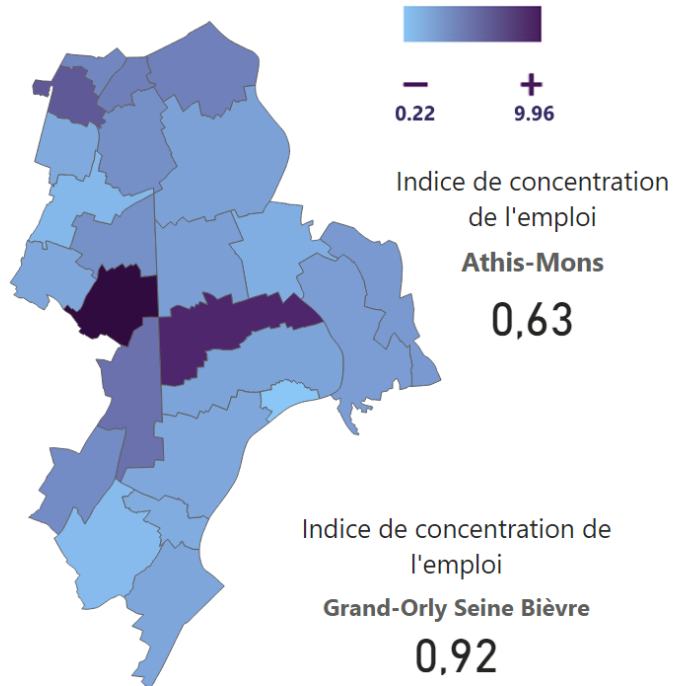 − +
0.22 9.96
Indice de concentration
de l'emploi
Athis-Mons
0,63
Indice de concentration de
l'emploi
Grand-Orly Seine Bièvre
0,92